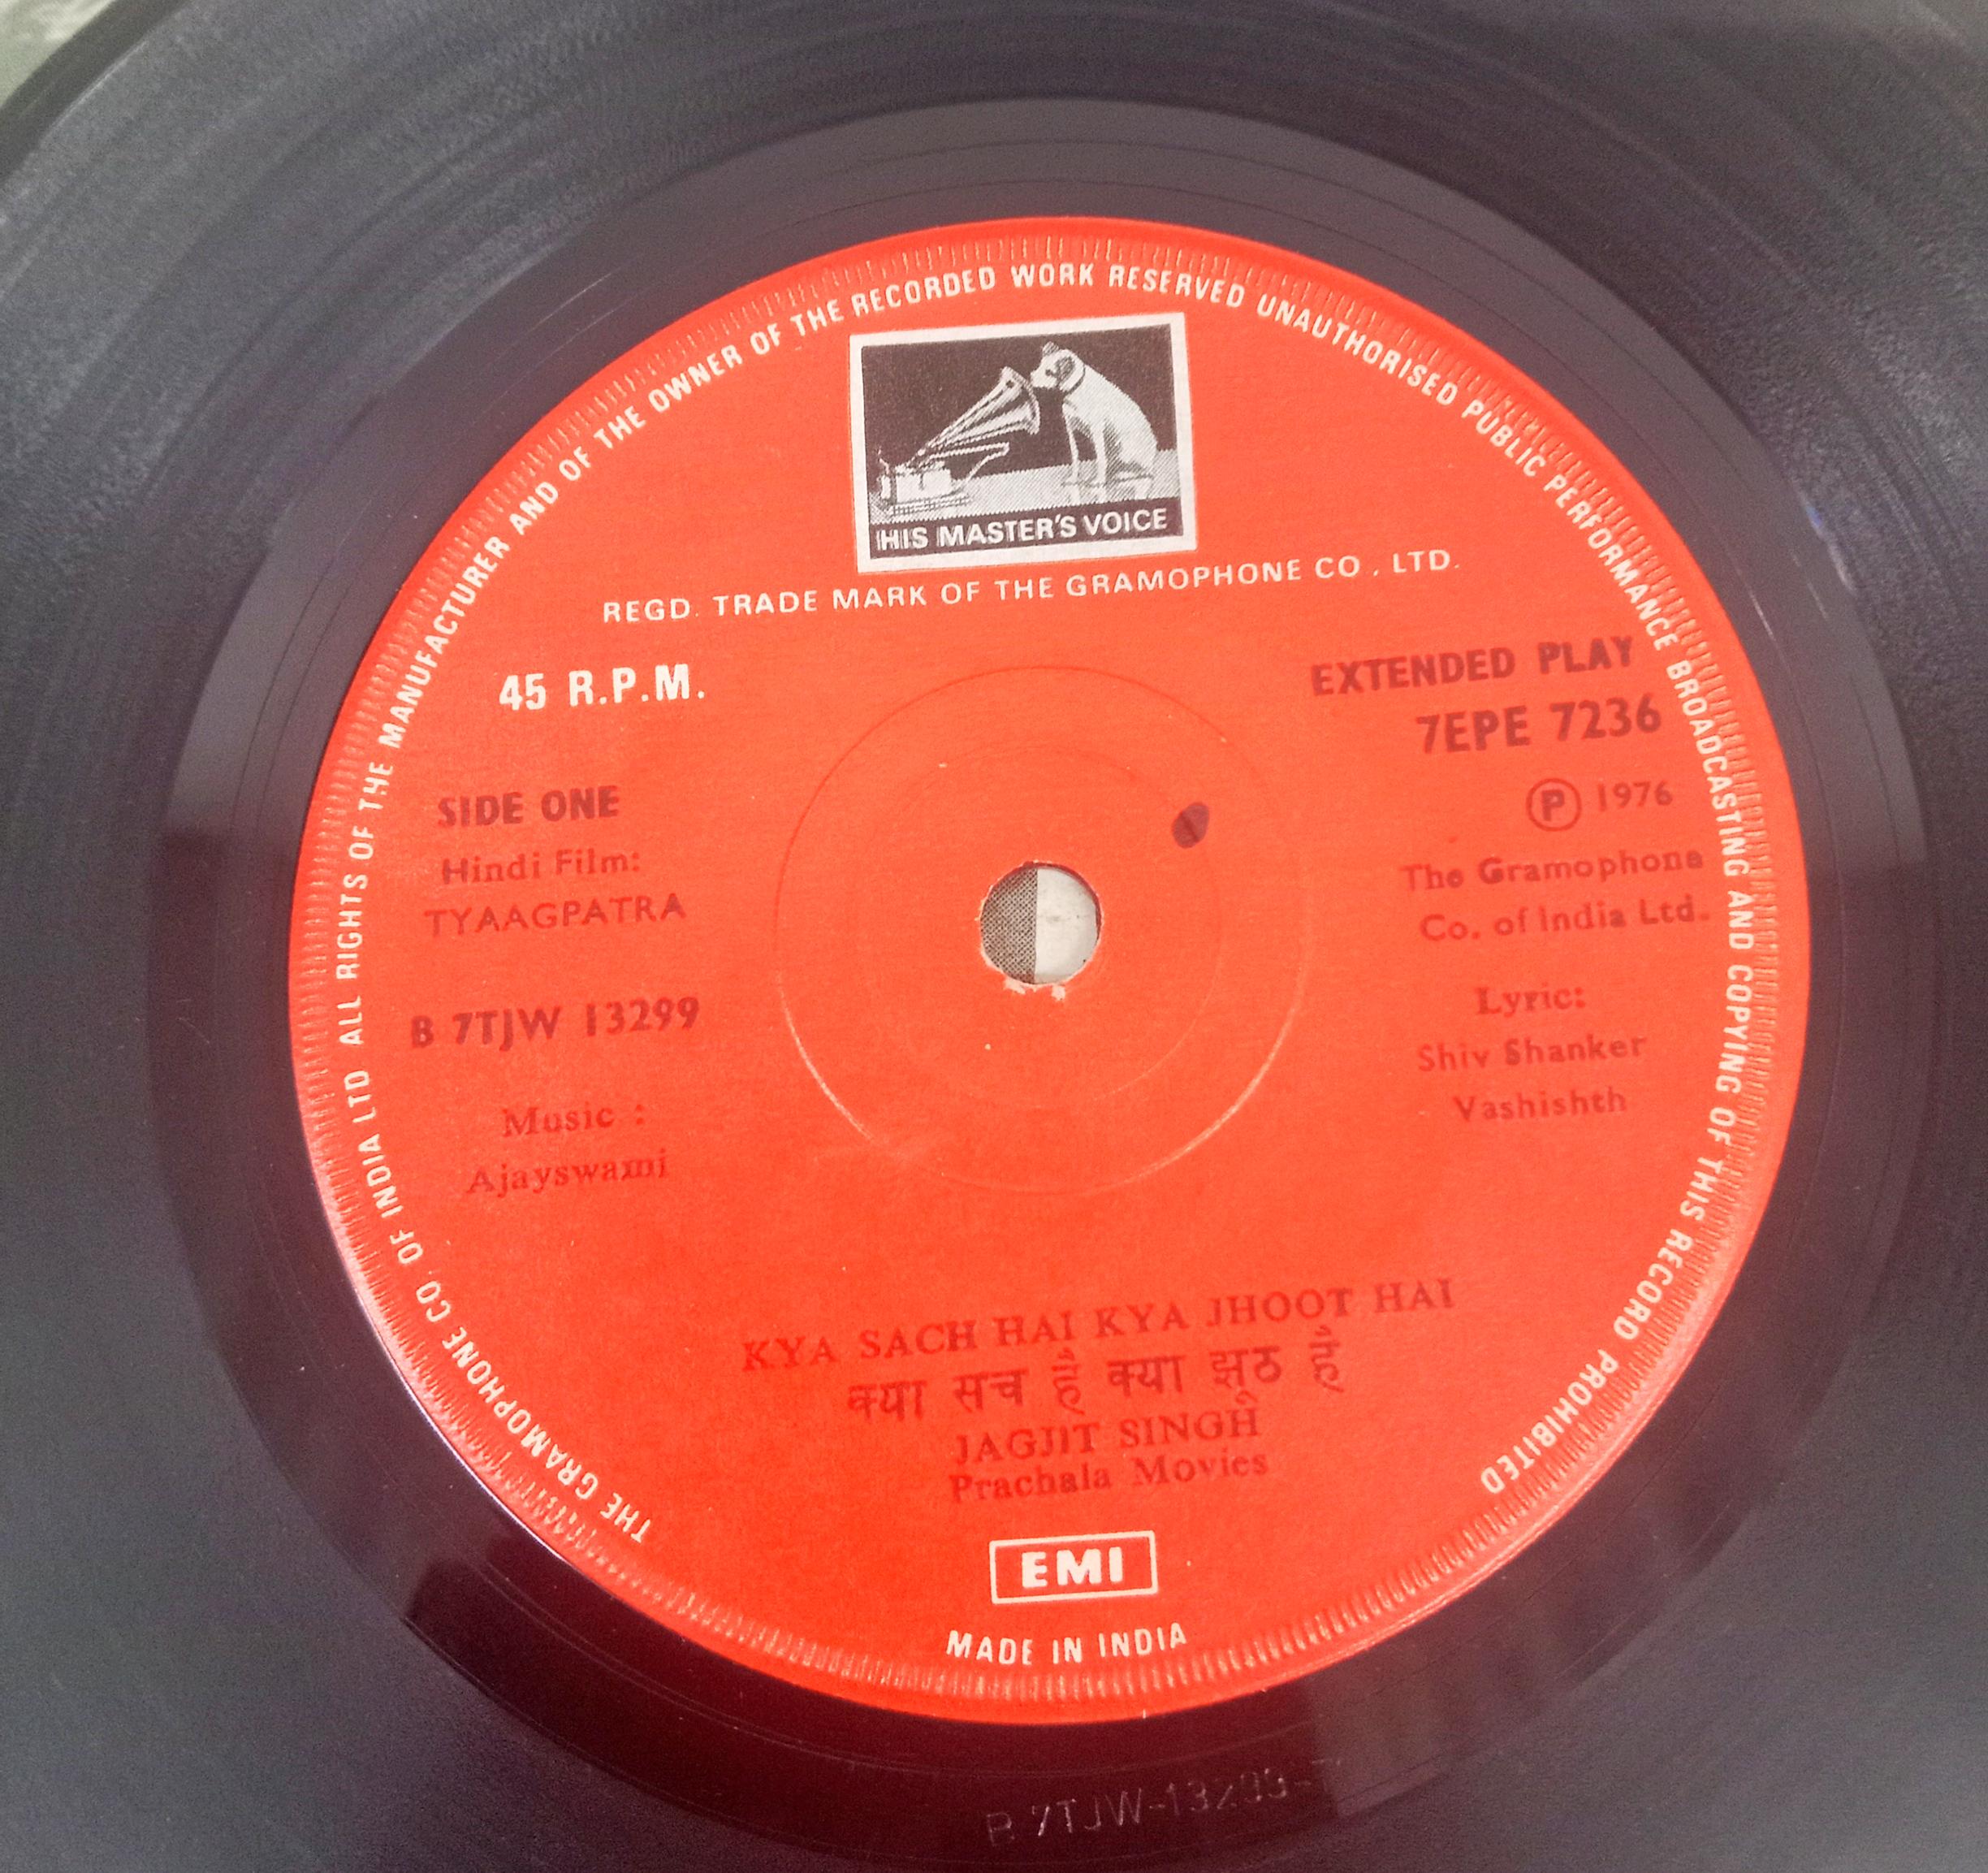 THE GRAMOPHONE CO. OF INDIA LTD ALL RIGHTS OF THE MANUFACTURER AND OF THE OWNER OF THE RECORDED WORK RESERVED UNAUTHORISED PUBLIC PERFORMANCE BROADCASTING AND COPYING OF THIS RECORD PROHIBITED
HIS MASTER'S VOICE
REGD. TRADE MARK OF THE GRAMOPHONE CO. LTD.
45 R.P.M.
EXTENDED PLAY
7EPE 7236
SIDE ONE
Hindi Film:
TYAAGPATRA
Ⓟ 1976
The Gramophone
Co. of India Ltd.
B 7TJW 13299
Lyric:
Shiv Shanker
Vashishth
Music :
Ajayswami
KYA SACH HAI KYA JHOOT HAI
क्या सच है क्या झूठ है
JAGJIT SINGH
Prachala Movies
EMI
MADE IN INDIA
B 7TJW-13299-